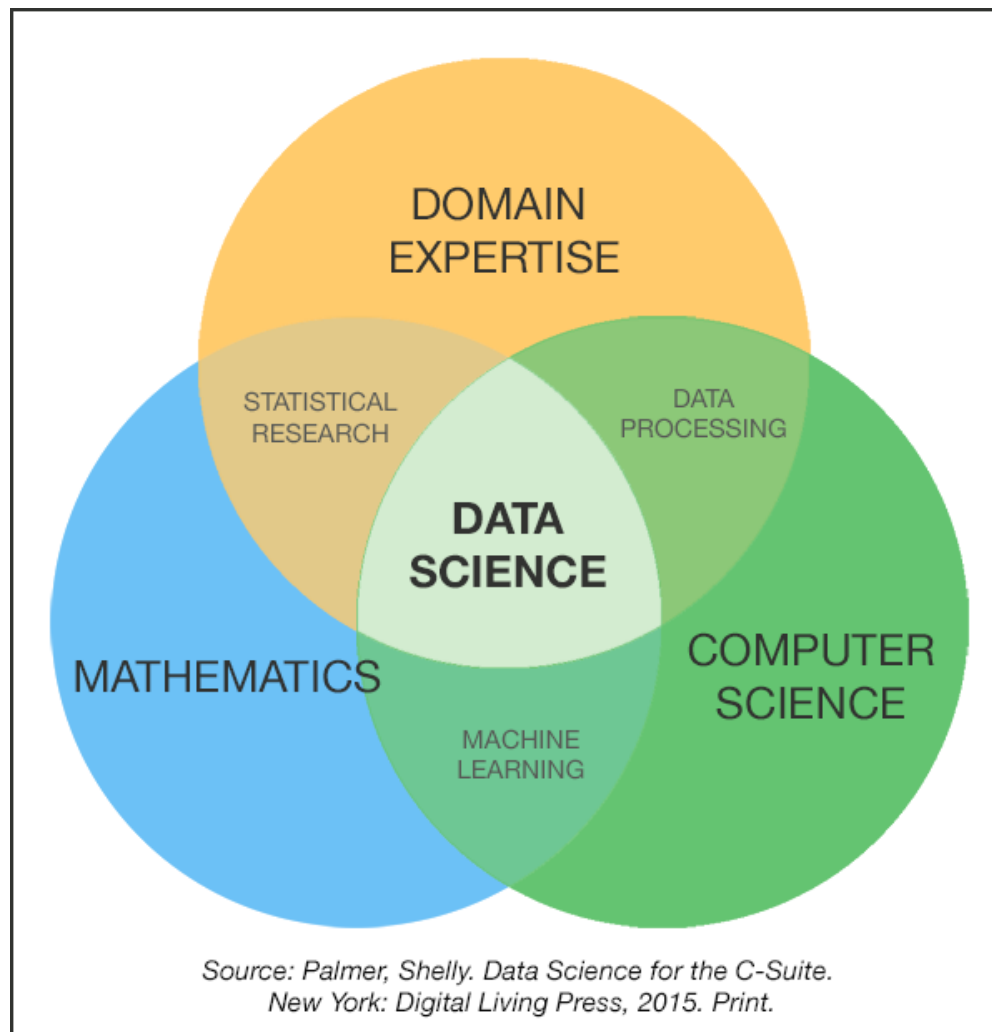 DOMAIN
EXPERTISE
STATISTICAL
RESEARCH
DATA
PROCESSING
DATA
SCIENCE
MATHEMATICS
COMPUTER
SCIENCE
MACHINE
LEARNING
Source: Palmer, Shelly. Data Science for the C-Suite.
New York: Digital Living Press, 2015. Print.